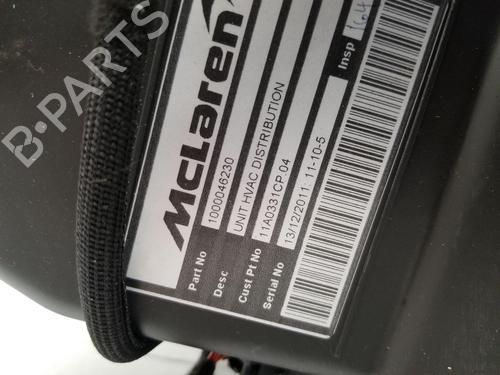 McLaren
Part No 1000046230
Desc UNIT HVAC DISTRIBUTION
Cust Pt No 11A0331CP.04
Serial No 13/12/2011: 11-10-5
Insp
B-PARTS